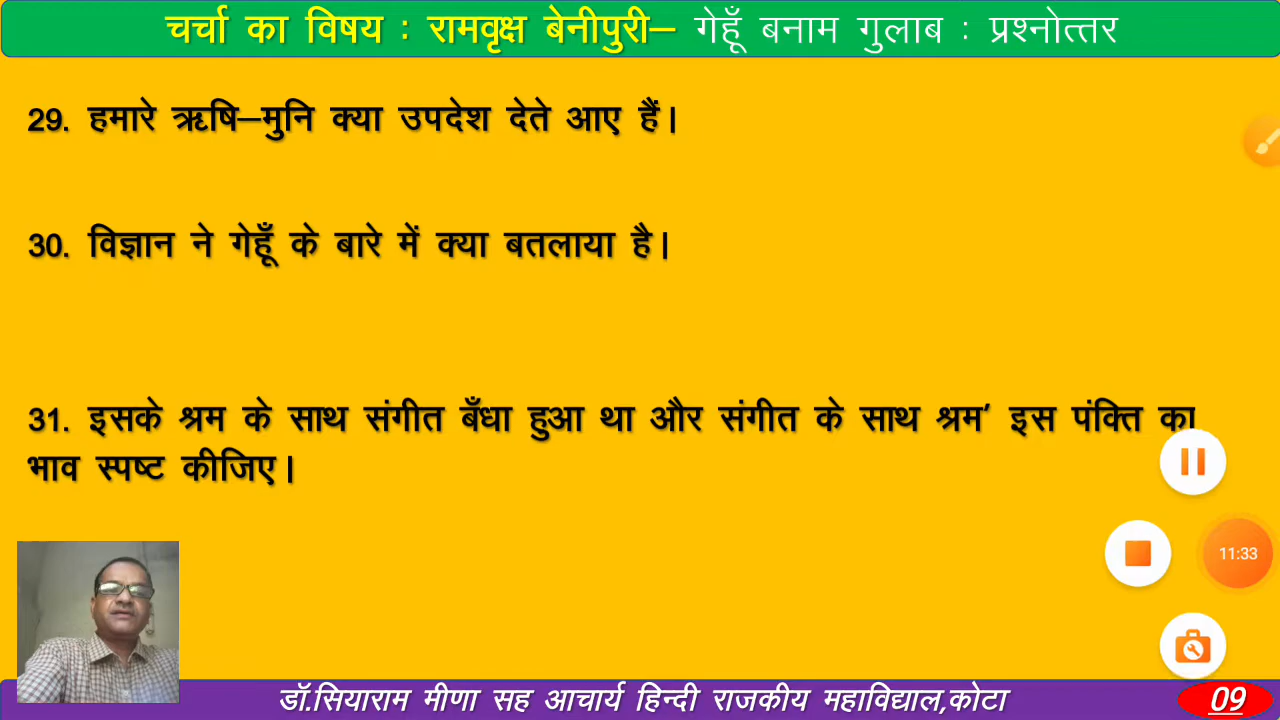 चर्चा का विषय : रामवृक्ष बेनीपुरी– गेहूँ बनाम गुलाब : प्रश्नोत्तर
29. हमारे ऋषि–मुनि क्या उपदेश देते आए हैं।
30. विज्ञान ने गेहूँ के बारे में क्या बतलाया है।
31. इसके श्रम के साथ संगीत बँधा हुआ था और संगीत के साथ श्रम’ इस पंक्ति का
भाव स्पष्ट कीजिए।
11:33
डॉ.सियाराम मीणा सह आचार्य हिन्दी राजकीय महाविद्याल,कोटा
09